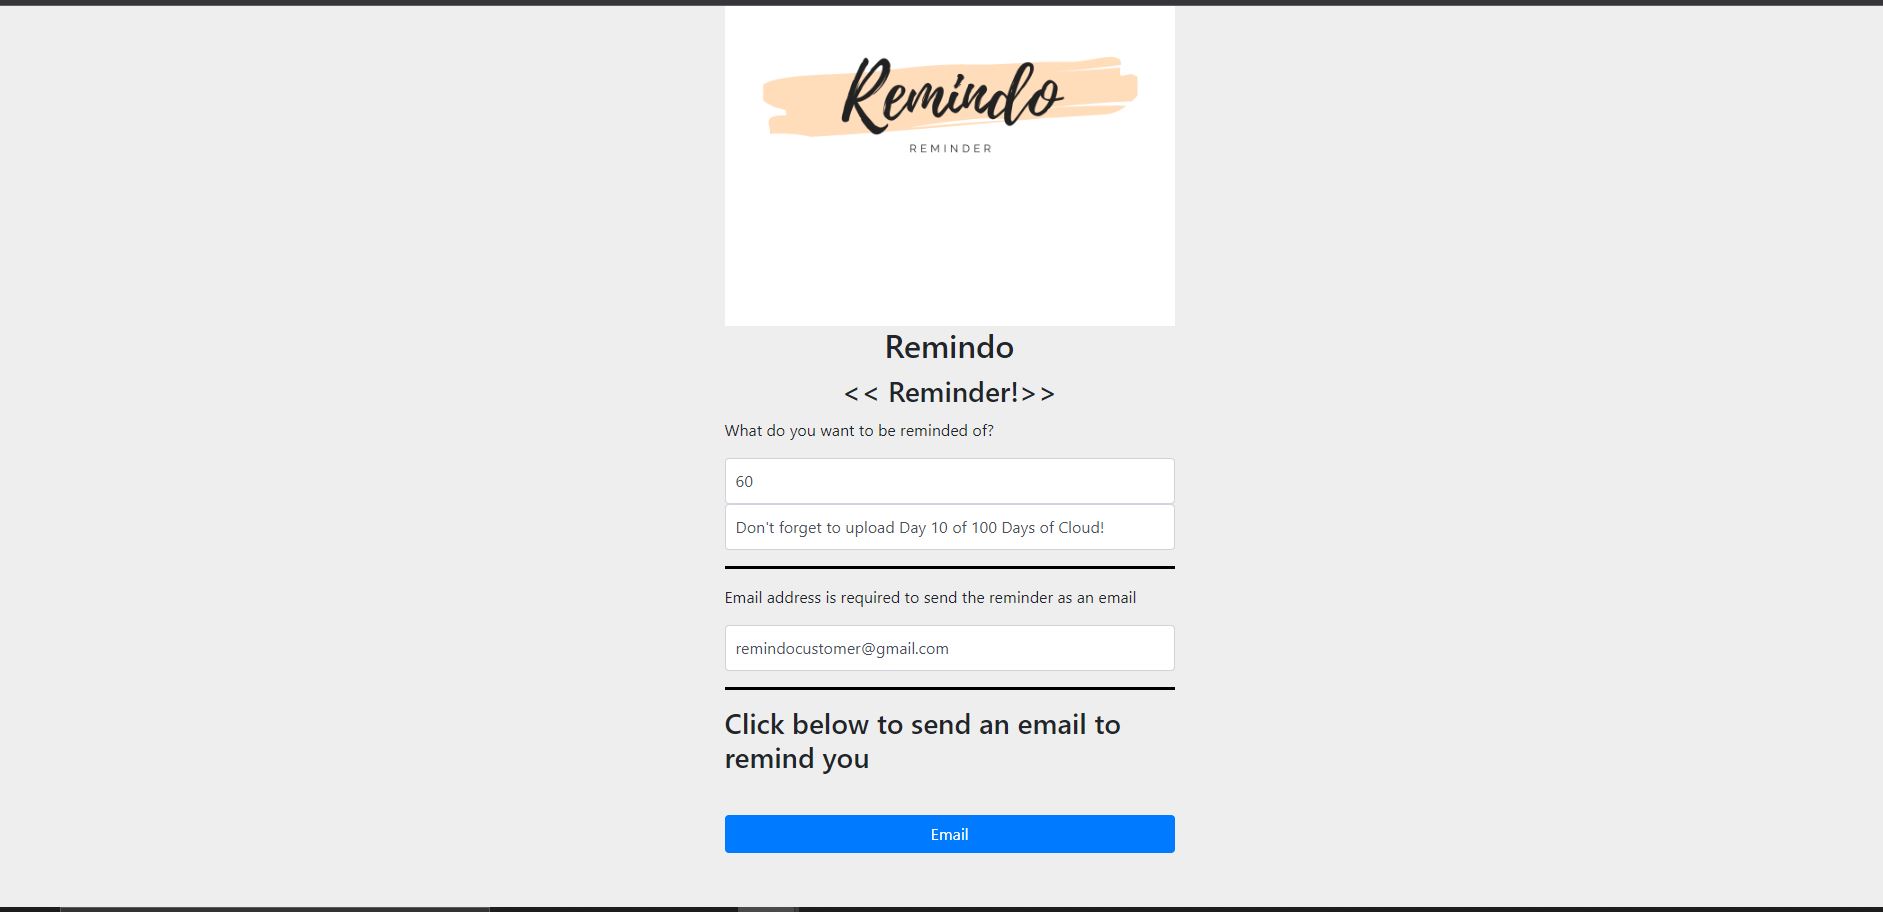 Remindo
REMINDER
Remindo
<< Reminder!>>
What do you want to be reminded of?
60
Don't forget to upload Day 10 of 100 Days of Cloud!
Email address is required to send the reminder as an email
remindocustomer@gmail.com
Click below to send an email to
remind you
Email